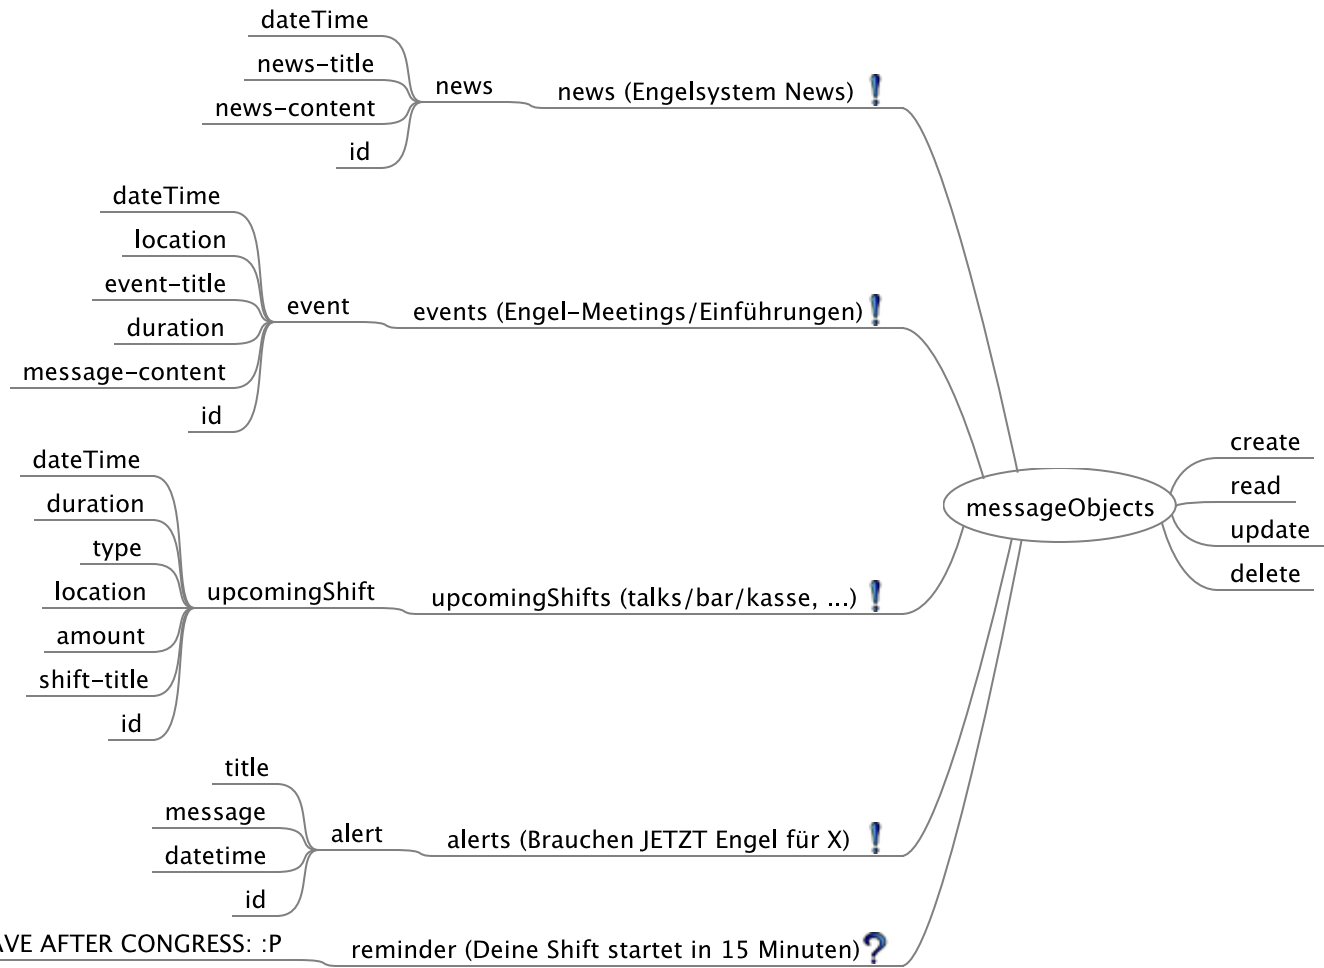 dateTime
news-title
news-content
id
news
news (Engelsystem News)
dateTime
location
event-title
duration
message-content
id
event
events (Engel-Meetings/Einführungen)
dateTime
duration
type
location
amount
shift-title
id
upcomingShift
upcomingShifts (talks/bar/kasse, ...)
title
message
datetime
id
alert
alerts (Brauchen JETZT Engel für X)
AFTER CONGRESS: :P
reminder (Deine Shift startet in 15 Minuten)
messageObjects
create
read
update
delete